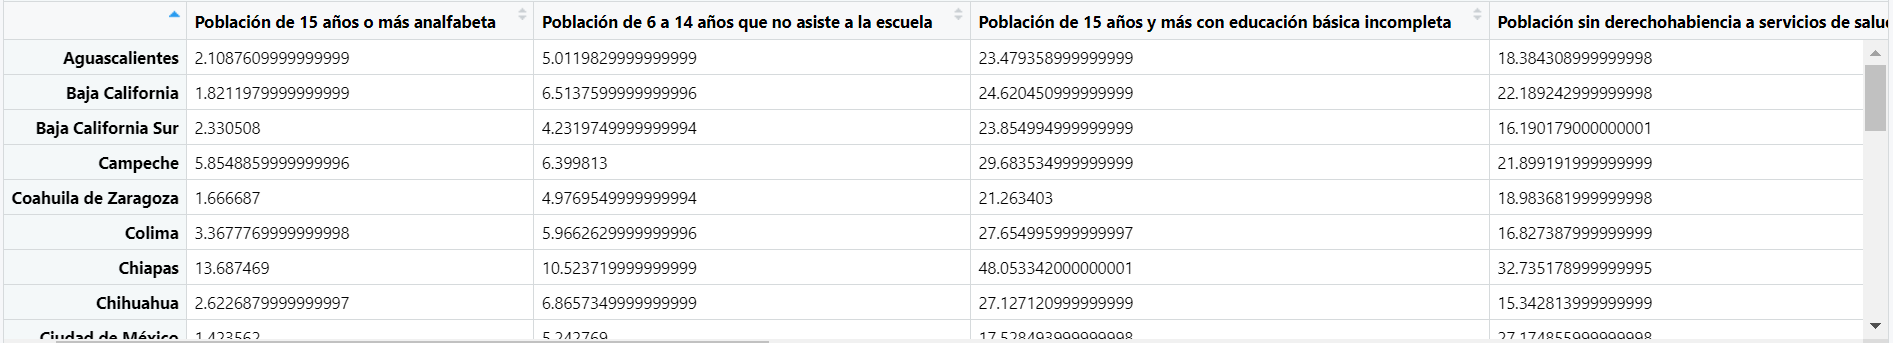 Población de 15 años o más analfabeta Población de 6 a 14 años que no asiste a la escuela Población de 15 años y más con educación básica incompleta Población sin derechohabiencia a servicios de salud
Aguascalientes 2.1087609999999999 5.0119829999999999 23.479358999999999 18.384308999999998
Baja California 1.8211979999999999 6.5137599999999996 24.620450999999999 22.189242999999998
Baja California Sur 2.330508 4.2319749999999994 23.854994999999999 16.190179000000001
Campeche 5.8548859999999996 6.399813 29.683534999999999 21.899191999999999
Coahuila de Zaragoza 1.666687 4.9769549999999994 21.263403 18.983681999999998
Colima 3.3677769999999998 5.9662629999999996 27.654995999999997 16.827387999999999
Chiapas 13.687469 10.523719999999999 48.053342000000001 32.735178999999995
Chihuahua 2.6226879999999997 6.8657349999999999 27.127120999999999 15.342813999999999
Ciudad de México 1.423562 5.242769 17.528493999999998 27.174855999999998